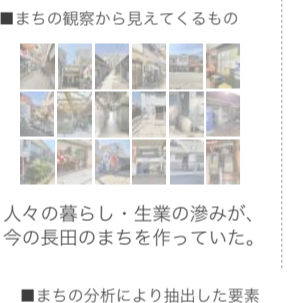 ■まちの観察から見えてくるもの
人々の暮らし・生業の滲みが、
今の長田のまちを作っていた。
■まちの分析により抽出した要素